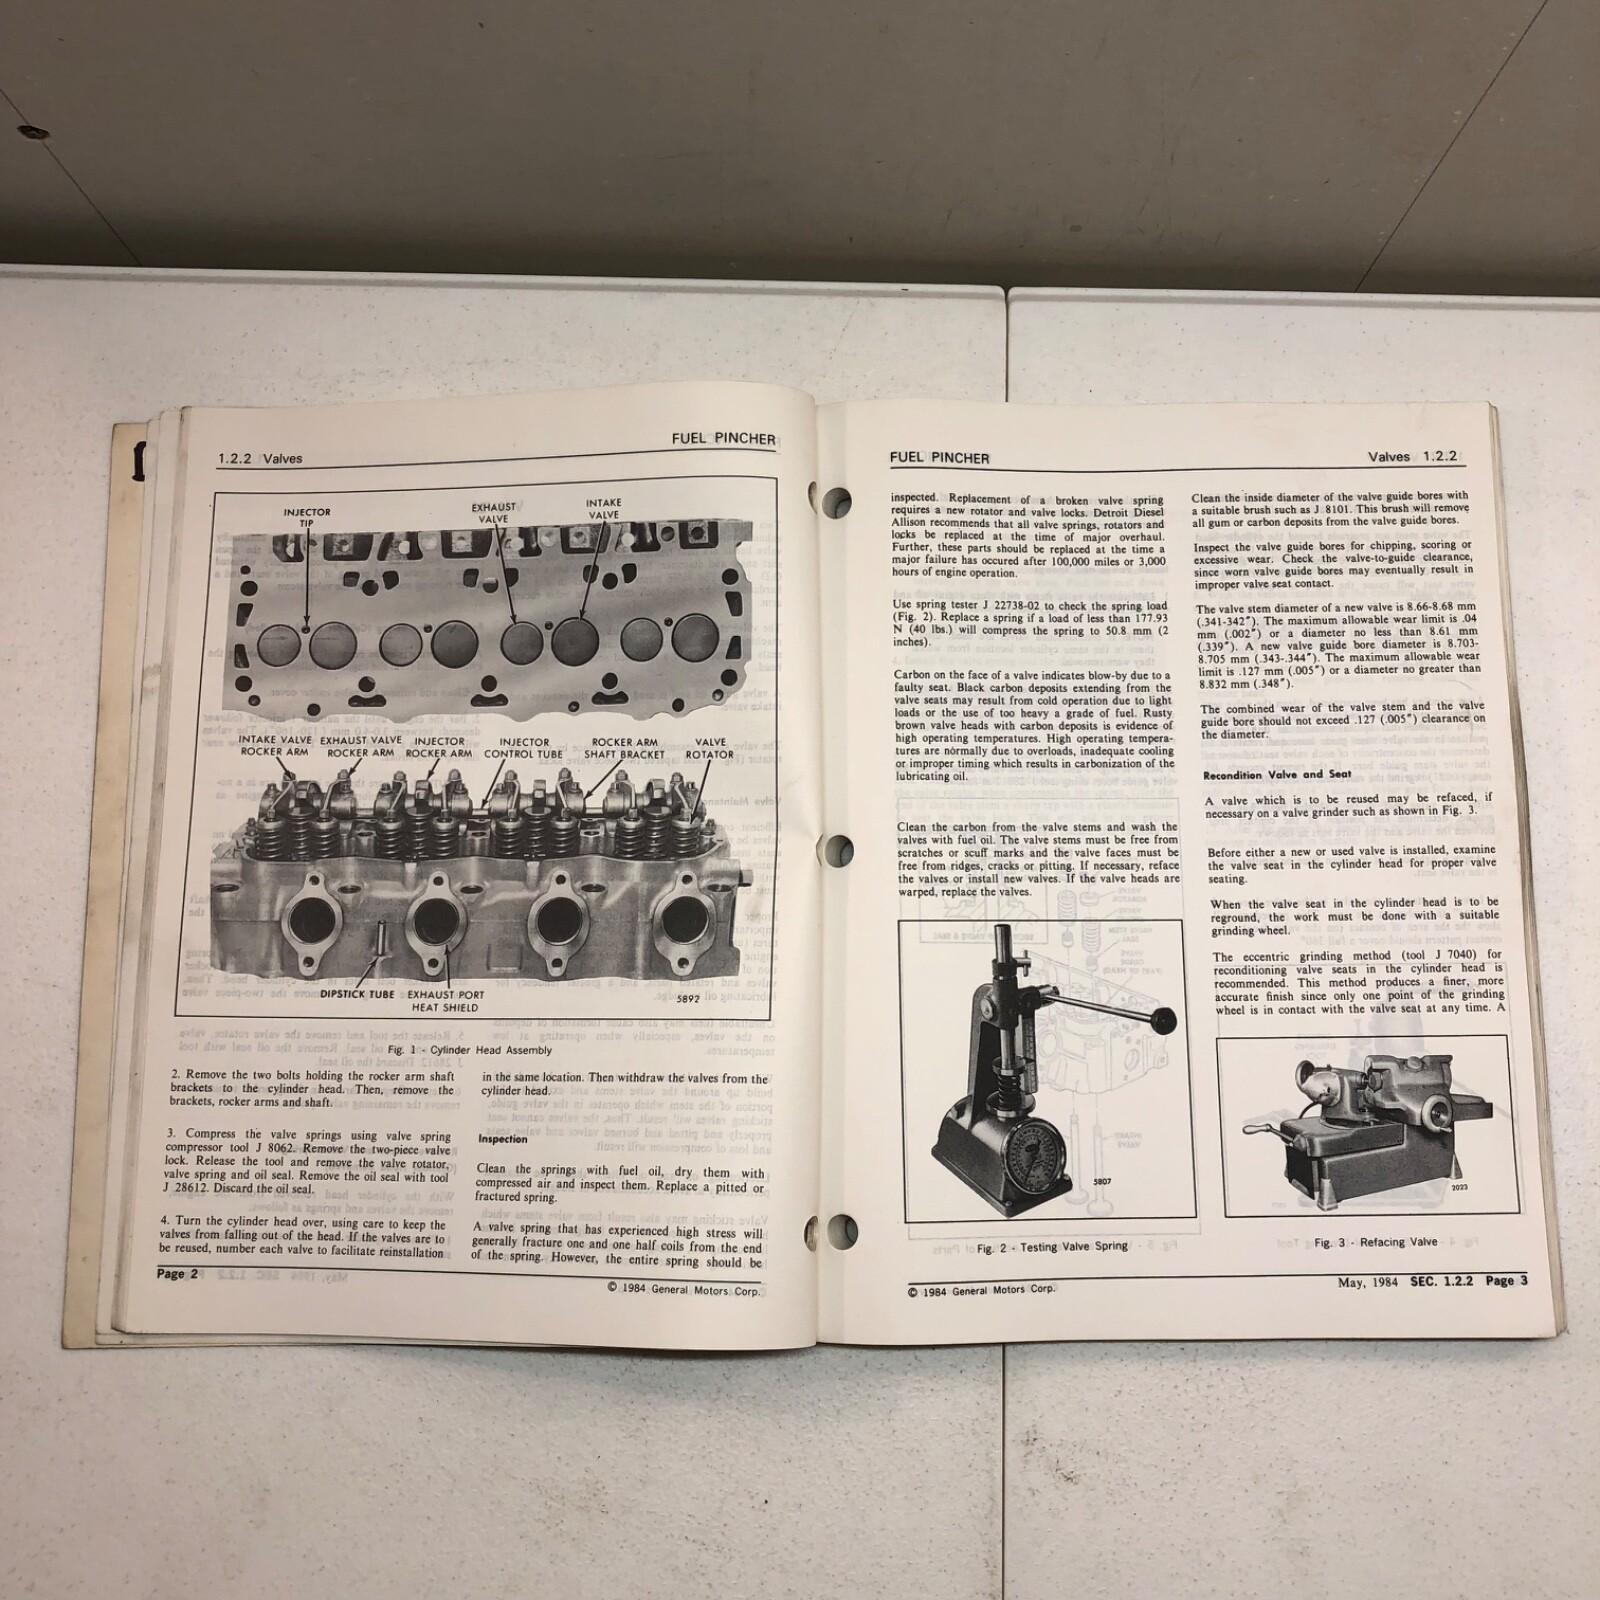 FUEL PINCHER
1.2.2 Valves
INJECTOR
TIP
EXHAUST
VALVE
INTAKE
VALVE
INTAKE VALVE
ROCKER ARM
EXHAUST VALVE
ROCKER ARM
INJECTOR
ROCKER ARM
INJECTOR
CONTROL TUBE
ROCKER ARM
SHAFT BRACKET
VALVE
ROTATOR
DIPSTICK TUBE
EXHAUST PORT
HEAT SHIELD
5892
Fig. 1 - Cylinder Head Assembly
2. Remove the two bolts holding the rocker arm shaft
brackets to the cylinder head. Then, remove the
brackets, rocker arms and shaft.
3. Compress the valve springs using valve spring
compressor tool J 8062. Remove the two-piece valve
lock. Release the tool and remove the valve rotator,
valve spring and oil seal. Remove the oil seal with tool
J 28612. Discard the oil seal.
4. Turn the cylinder head over, using care to keep the
valves from falling out of the head. If the valves are to
be reused, number each valve to facilitate reinstallation
in the same location. Then withdraw the valves from the
cylinder head.
Inspection
Clean the springs with fuel oil, dry them with
compressed air and inspect them. Replace a pitted or
fractured spring.
A valve spring that has experienced high stress will
generally fracture one and one half coils from the end
of the spring. However, the entire spring should be
Page 2
© 1984 General Motors Corp.
FUEL PINCHER
Valves 1.2.2
inspected. Replacement of a broken valve spring
requires a new rotator and valve locks. Detroit Diesel
Allison recommends that all valve springs, rotators and
locks be replaced at the time of major overhaul.
Further, these parts should be replaced at the time a
major failure has occured after 100,000 miles or 3,000
hours of engine operation.
Use spring tester J 22738-02 to check the spring load
(Fig. 2). Replace a spring if a load of less than 177.93
N (40 lbs.) will compress the spring to 50.8 mm (2
inches).
Carbon on the face of a valve indicates blow-by due to a
faulty seat. Black carbon deposits extending from the
valve seats may result from cold operation due to light
loads or the use of too heavy a grade of fuel. Rusty
brown valve heads with carbon deposits is evidence of
high operating temperatures. High operating tempera-
tures are normally due to overloads, inadequate cooling
or improper timing which results in carbonization of the
lubricating oil.
Clean the carbon from the valve stems and wash the
valves with fuel oil. The valve stems must be free from
scratches or scuff marks and the valve faces must be
free from ridges, cracks or pitting. If necessary, reface
the valves or install new valves. If the valve heads are
warped, replace the valves.
5807
Fig. 2 - Testing Valve Spring
Clean the inside diameter of the valve guide bores with
a suitable brush such as J 8101. This brush will remove
all gum or carbon deposits from the valve guide bores.
Inspect the valve guide bores for chipping, scoring or
excessive wear. Check the valve-to-guide clearance,
since worn valve guide bores may eventually result in
improper valve seat contact.
The valve stem diameter of a new valve is 8.66-8.68 mm
(.341-342"). The maximum allowable wear limit is .04
mm (.002") or a diameter no less than 8.61 mm
(.339"). A new valve guide bore diameter is 8.703-
8.705 mm (.343-.344"). The maximum allowable wear
limit is .127 mm (.005") or a diameter no greater than
8.832 mm (.348").
The combined wear of the valve stem and the valve
guide bore should not exceed .127 (.005") clearance on
the diameter.
Recondition Valve and Seat
A valve which is to be reused may be refaced, if
necessary on a valve grinder such as shown in Fig. 3.
Before either a new or used valve is installed, examine
the valve seat in the cylinder head for proper valve
seating.
When the valve seat in the cylinder head is to be
reground, the work must be done with a suitable
grinding wheel.
The eccentric grinding method (tool J 7040) for
reconditioning valve seats in the cylinder head is
recommended. This method produces a finer, more
accurate finish since only one point of the grinding
wheel is in contact with the valve seat at any time. A
2023
Fig. 3 - Refacing Valve
© 1984 General Motors Corp.
May, 1984 SEC. 1.2.2 Page 3